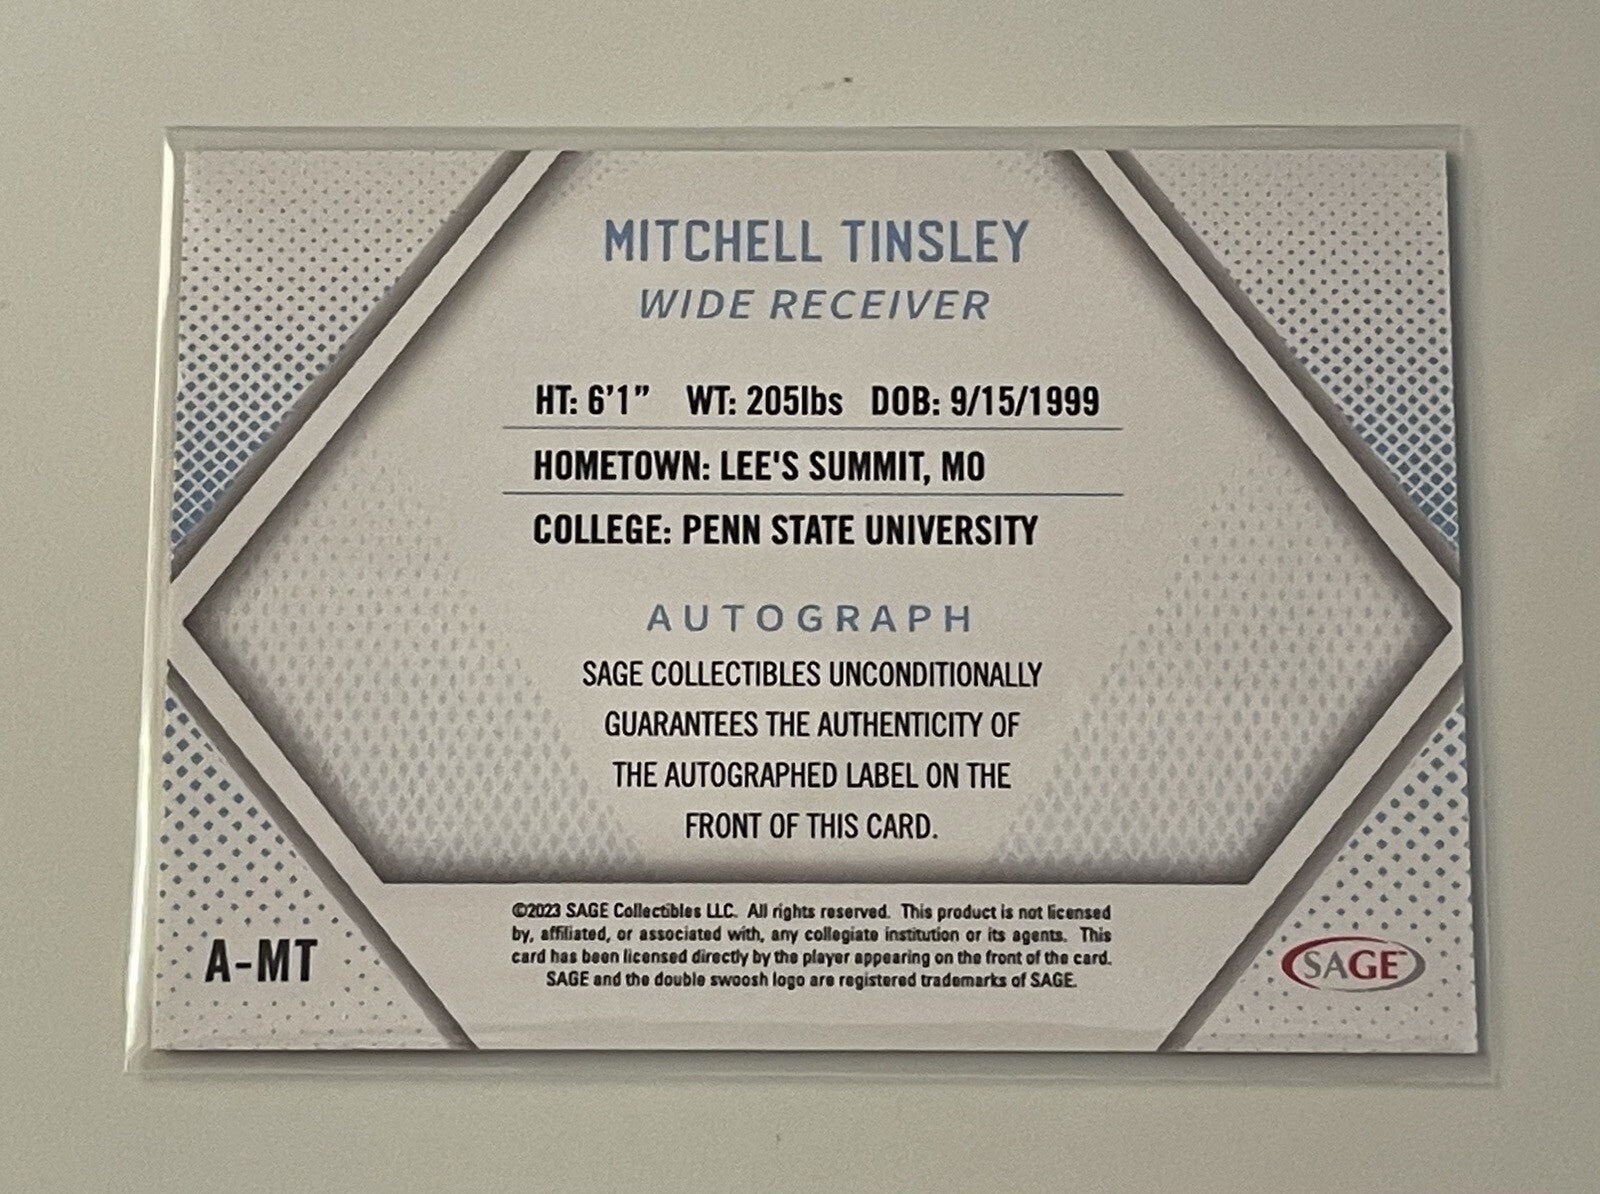 MITCHELL TINSLEY
WIDE RECEIVER
HT: 6'1" WT: 205lbs DOB: 9/15/1999
HOMETOWN: LEE'S SUMMIT, MO
COLLEGE: PENN STATE UNIVERSITY
AUTOGRAPH
SAGE COLLECTIBLES UNCONDITIONALLY
GUARANTEES THE AUTHENTICITY OF
THE AUTOGRAPHED LABEL ON THE
FRONT OF THIS CARD.
©2023 SAGE Collectibles LLC. All rights reserved. This product is not licensed
by, affiliated, or associated with, any collegiate institution or its agents. This
card has been licensed directly by the player appearing on the front of the card.
SAGE and the double swoosh logo are registered trademarks of SAGE.
A-MT
SAGE